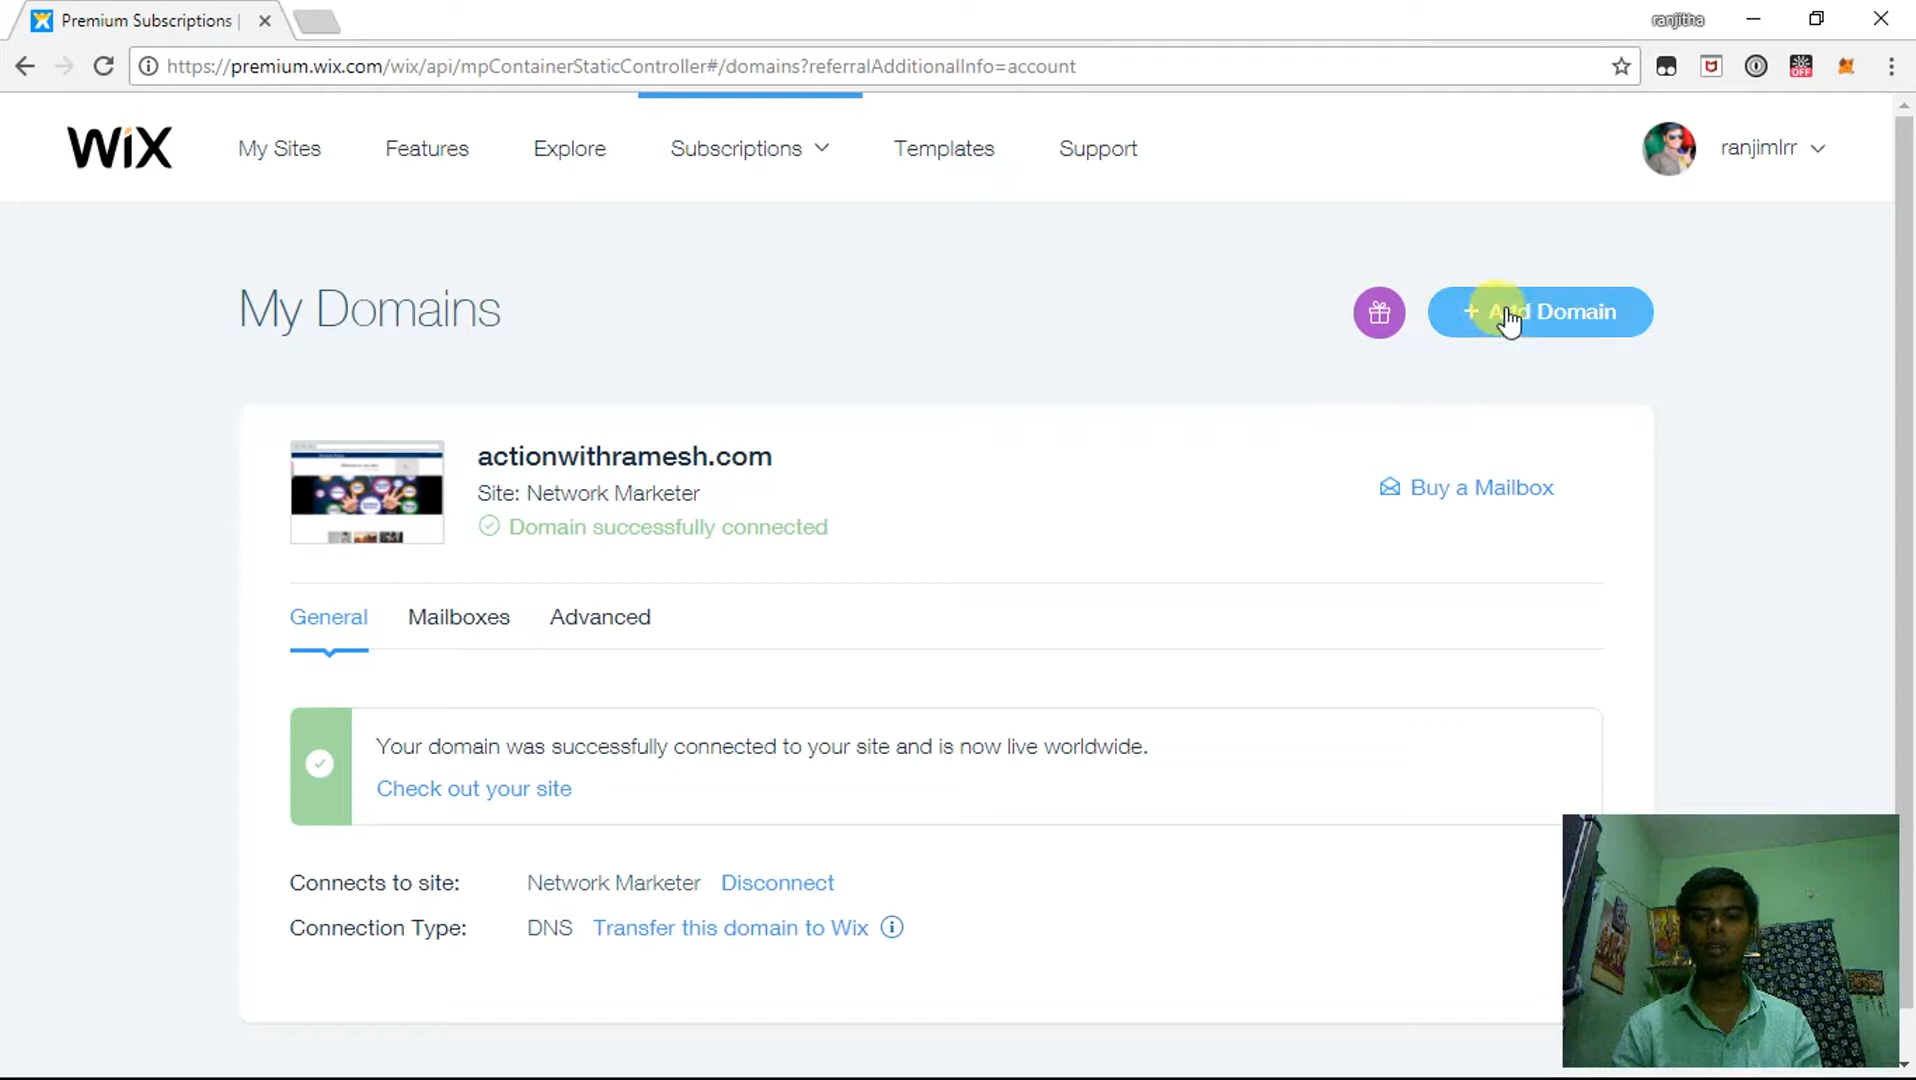 Premium Subscriptions |
ranjitha
https://premium.wix.com/wix/api/mpContainerStaticController#/domains?referralAdditionalInfo=account
OFF
WiX
My Sites
Features
Explore
Subscriptions
Templates
Support
ranjimlrr
My Domains
+ Add Domain
actionwithramesh.com
Site: Network Marketer
Domain successfully connected
Buy a Mailbox
General
Mailboxes
Advanced
Your domain was successfully connected to your site and is now live worldwide.
Check out your site
Connects to site: Network Marketer Disconnect
Connection Type: DNS Transfer this domain to Wix